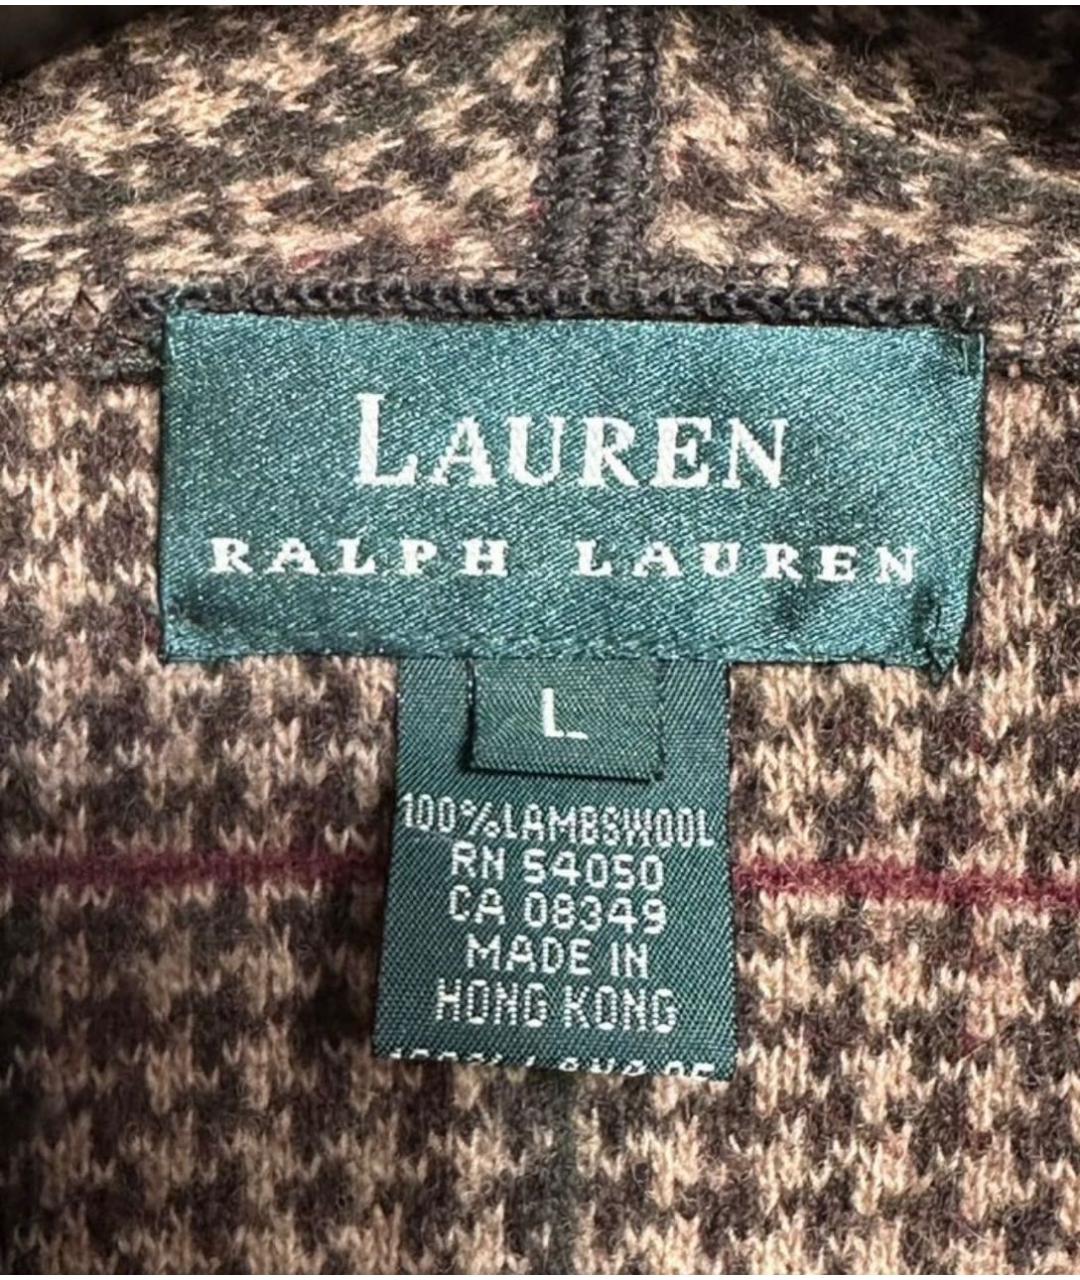 LAUREN
RALPH LAUREN
L
100%LAMBSWOOL
RN 54050
CA 08349
MADE IN
HONG KONG